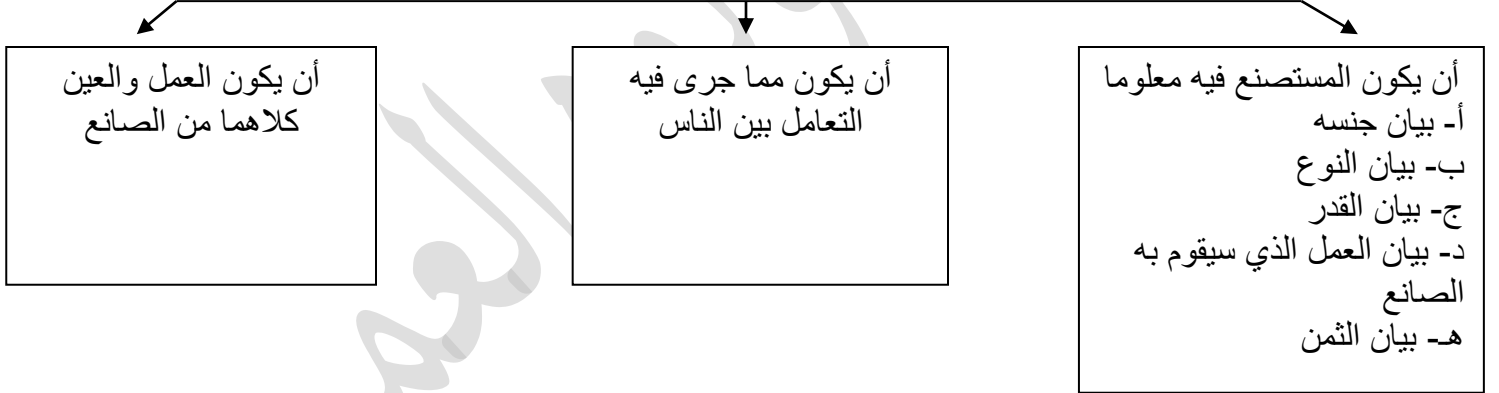 أن يكون المستصنع فيه معلوما
أ- بيان جنسه
ب- بيان النوع
ج- بيان القدر
د- بيان العمل الذي سيقوم به
الصانع
هـ- بيان الثمن
أن يكون مما جرى فيه
التعامل بين الناس
أن يكون العمل والعين
كلاهما من الصانع